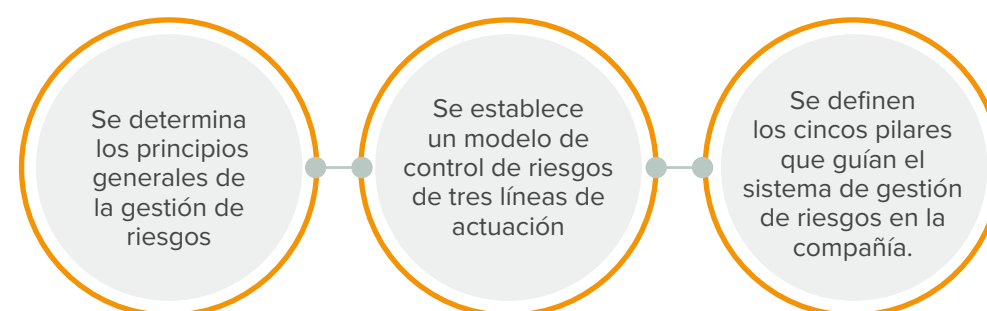 Se determina
los principios
generales de
la gestión de
riesgos
Se establece
un modelo de
control de riesgos
de tres líneas de
actuación
Se definen
los cincos pilares
que guían el
sistema de gestión
de riesgos en la
compañía.